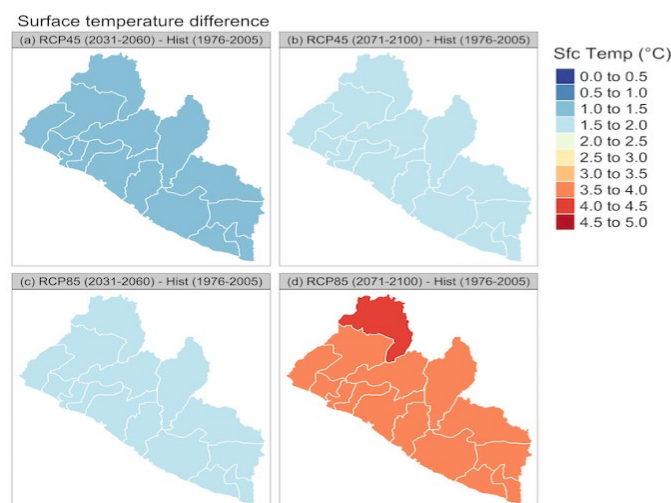 Surface temperature difference
(a) RCP45 (2031-2060) - Hist (1976-2005)
(b) RCP45 (2071-2100) - Hist (1976-2005)
Sfc Temp (°C)
0.0 to 0.5
0.5 to 1.0
1.0 to 1.5
1.5 to 2.0
2.0 to 2.5
2.5 to 3.0
3.0 to 3.5
3.5 to 4.0
4.0 to 4.5
4.5 to 5.0
(c) RCP85 (2031-2060) - Hist (1976-2005)
(d) RCP85 (2071-2100) - Hist (1976-2005)